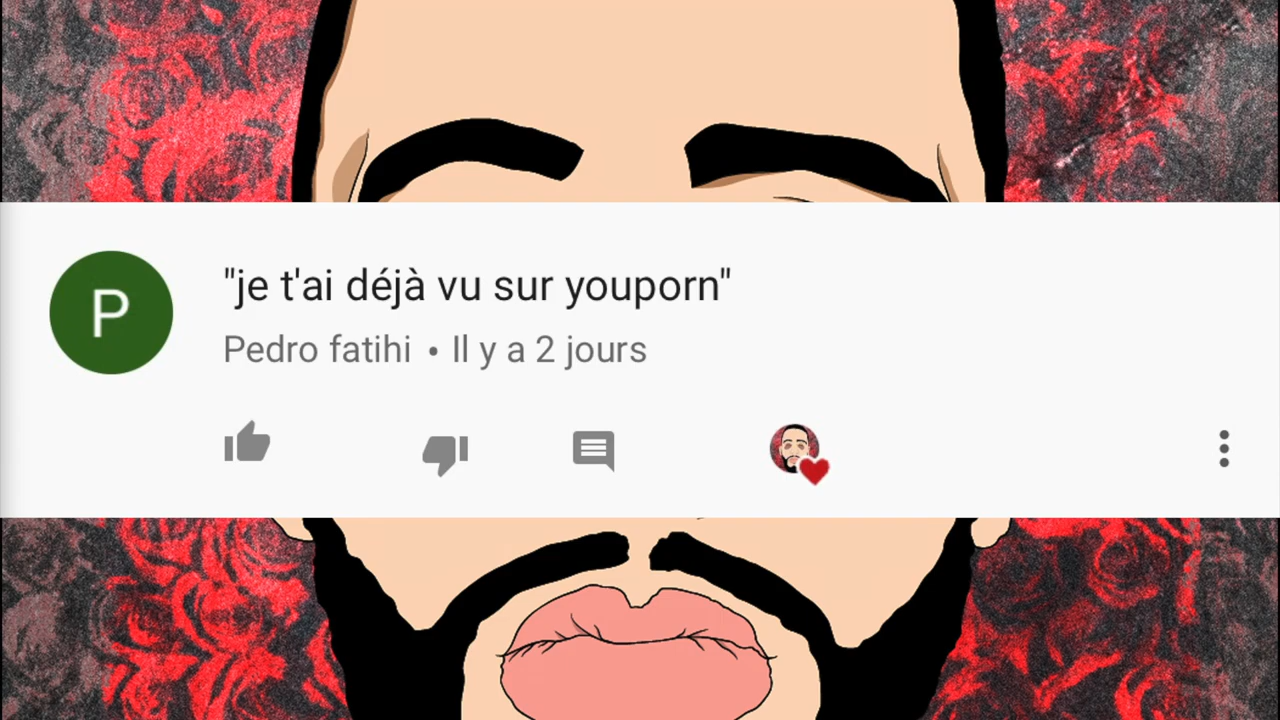 P
"je t'ai déjà vu sur youporn"
Pedro fatihi • Il y a 2 jours